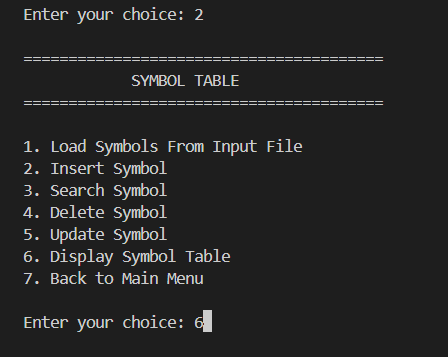 Enter your choice: 2
========================================
SYMBOL TABLE
========================================
1. Load Symbols From Input File
2. Insert Symbol
3. Search Symbol
4. Delete Symbol
5. Update Symbol
6. Display Symbol Table
7. Back to Main Menu
Enter your choice: 6